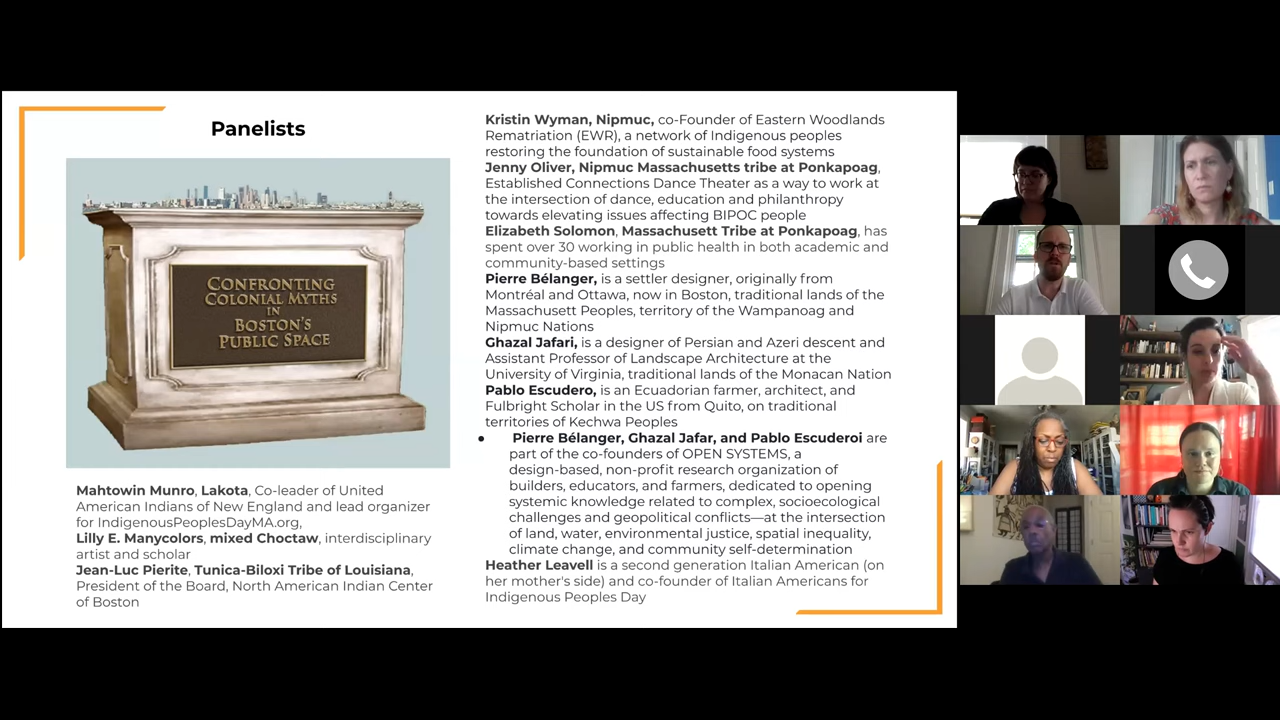 Panelists
CONFRONTING
COLONIAL MYTHS
IN
BOSTON'S
PUBLIC SPACE
Mahtowin Munro, Lakota, Co-leader of United
American Indians of New England and lead organizer
for IndigenousPeoplesDayMA.org,
Lilly E. Manycolors, mixed Choctaw, interdisciplinary
artist and scholar
Jean-Luc Pierite, Tunica-Biloxi Tribe of Louisiana,
President of the Board, North American Indian Center
of Boston
Kristin Wyman, Nipmuc, co-Founder of Eastern Woodlands
Rematriation (EWR), a network of Indigenous peoples
restoring the foundation of sustainable food systems
Jenny Oliver, Nipmuc Massachusetts tribe at Ponkapoag,
Established Connections Dance Theater as a way to work at
the intersection of dance, education and philanthropy
towards elevating issues affecting BIPOC people
Elizabeth Solomon, Massachusett Tribe at Ponkapoag, has
spent over 30 working in public health in both academic and
community-based settings
Pierre Bélanger, is a settler designer, originally from
Montréal and Ottawa, now in Boston, traditional lands of the
Massachusett Peoples, territory of the Wampanoag and
Nipmuc Nations
Ghazal Jafari, is a designer of Persian and Azeri descent and
Assistant Professor of Landscape Architecture at the
University of Virginia, traditional lands of the Monacan Nation
Pablo Escudero, is an Ecuadorian farmer, architect, and
Fulbright Scholar in the US from Quito, on traditional
territories of Kechwa Peoples
● Pierre Bélanger, Ghazal Jafar, and Pablo Escuderoi are
part of the co-founders of OPEN SYSTEMS, a
design-based, non-profit research organization of
builders, educators, and farmers, dedicated to opening
systemic knowledge related to complex, socioecological
challenges and geopolitical conflicts—at the intersection
of land, water, environmental justice, spatial inequality,
climate change, and community self-determination
Heather Leavell is a second generation Italian American (on
her mother's side) and co-founder of Italian Americans for
Indigenous Peoples Day